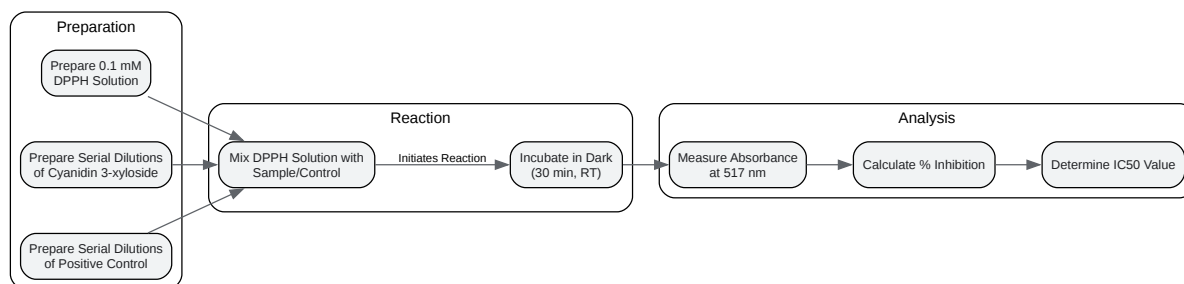 Preparation
Prepare 0.1 mM
DPPH Solution
Prepare Serial Dilutions
of Cyanidin 3-xyloside
Prepare Serial Dilutions
of Positive Control
Reaction
Mix DPPH Solution with
Sample/Control
Initiates Reaction
Incubate in Dark
(30 min, RT)
Analysis
Measure Absorbance
at 517 nm
Calculate % Inhibition
Determine IC50 Value